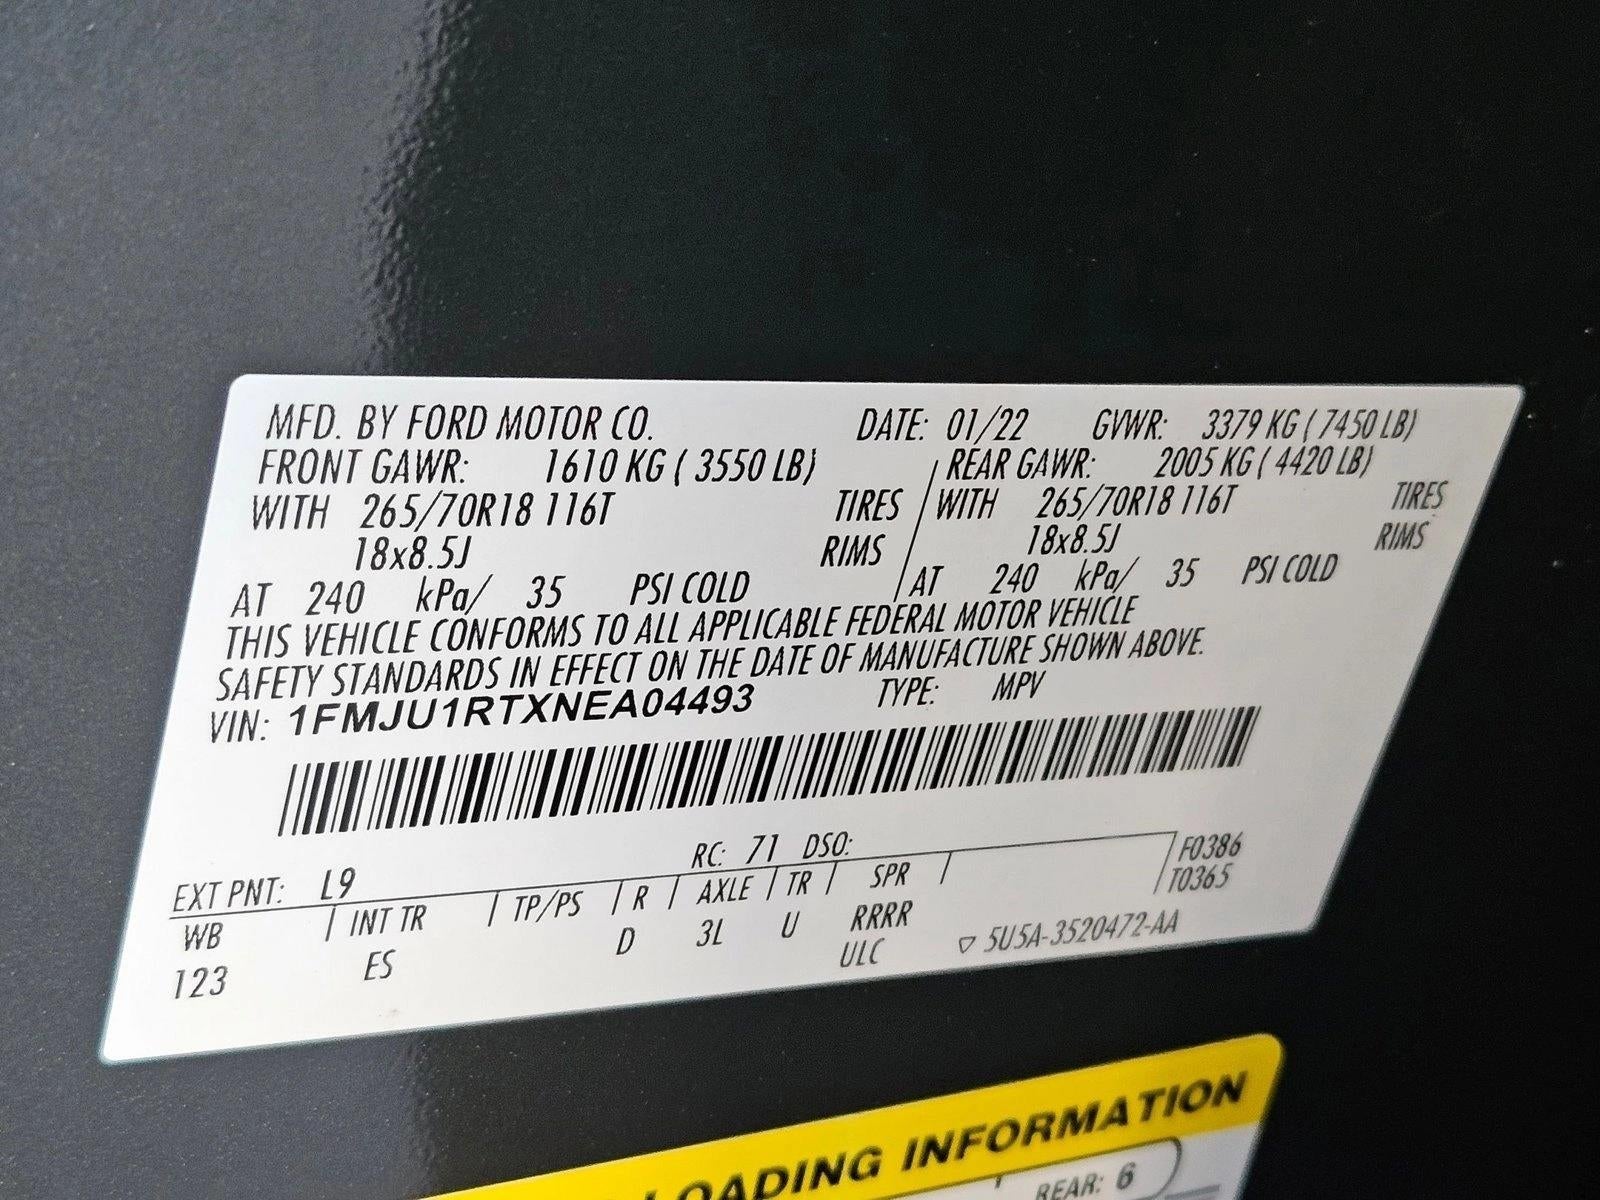 MFD. BY FORD MOTOR CO. DATE: 01/22 GVWR: 3379 KG ( 7450 LB)
FRONT GAWR: 1610 KG ( 3550 LB) / REAR GAWR: 2005 KG ( 4420 LB)
WITH 265/70R18 116T TIRES / WITH 265/70R18 116T TIRES
18x8.5J RIMS / 18x8.5J RIMS
AT 240 kPa/ 35 PSI COLD / AT 240 kPa/ 35 PSI COLD
THIS VEHICLE CONFORMS TO ALL APPLICABLE FEDERAL MOTOR VEHICLE
SAFETY STANDARDS IN EFFECT ON THE DATE OF MANUFACTURE SHOWN ABOVE.
VIN: 1FMJU1RTXNEA04493 TYPE: MPV
EXT PNT: L9 RC: 71 DSO: F0386
WB | INT TR | TP/PS | R | AXLE | TR | SPR | T0365
123 ES D 3L U RRRR
ULC ▽ 5U5A-3520472-AA
LOADING INFORMATION
REAR: 6